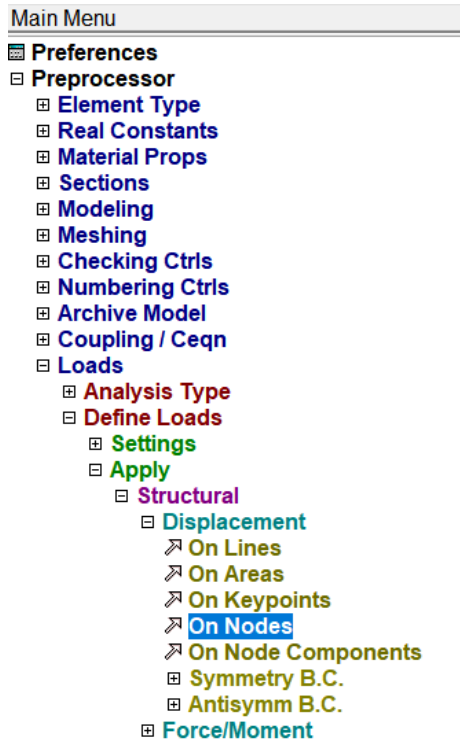 Main Menu
Preferences
Preprocessor
Element Type
Real Constants
Material Props
Sections
Modeling
Meshing
Checking Ctrls
Numbering Ctrls
Archive Model
Coupling / Ceqn
Loads
Analysis Type
Define Loads
Settings
Apply
Structural
Displacement
On Lines
On Areas
On Keypoints
On Nodes
On Node Components
Symmetry B.C.
Antisymm B.C.
Force/Moment